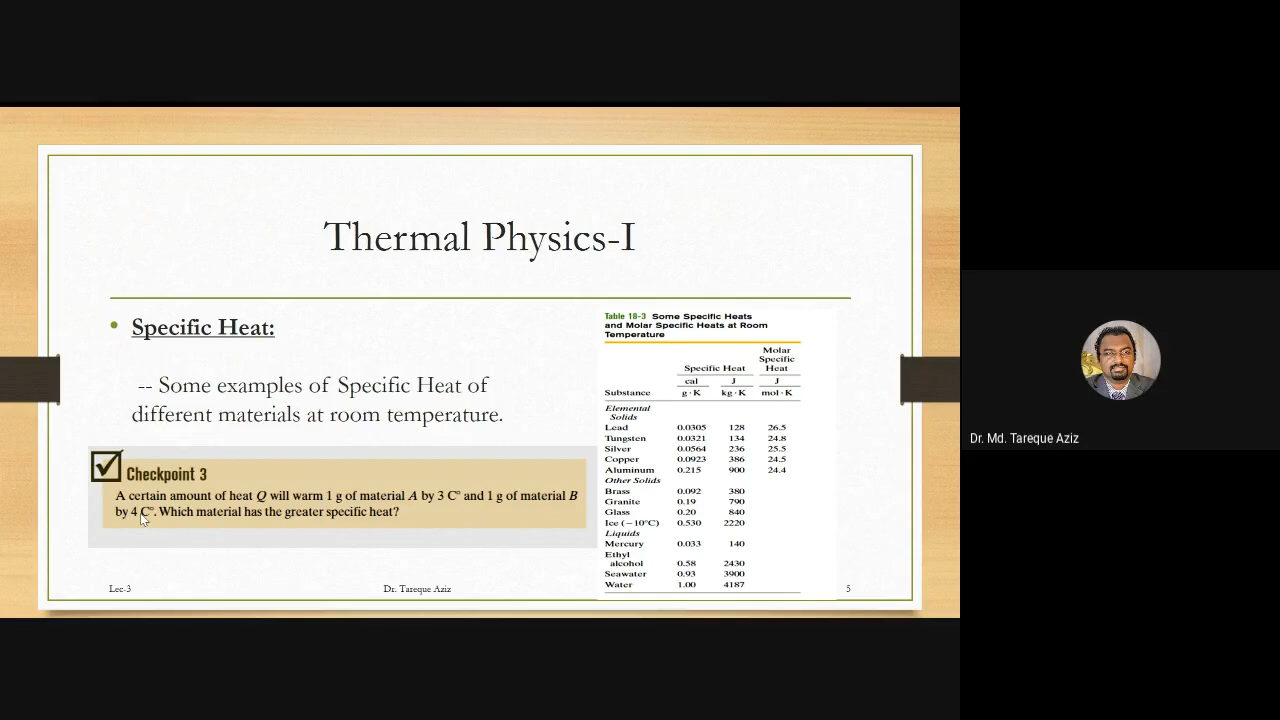 Thermal Physics-I
• Specific Heat:
-- Some examples of Specific Heat of
different materials at room temperature.
Checkpoint 3
A certain amount of heat Q will warm 1 g of material A by 3 C° and 1 g of material B
by 4 C°. Which material has the greater specific heat?
Table 18-3 Some Specific Heats
and Molar Specific Heats at Room
Temperature
Molar
Specific
Specific Heat Heat
cal J J
Substance g · K kg · K mol · K
Elemental
Solids
Lead 0.0305 128 26.5
Tungsten 0.0321 134 24.8
Silver 0.0564 236 25.5
Copper 0.0923 386 24.5
Aluminum 0.215 900 24.4
Other Solids
Brass 0.092 380
Granite 0.19 790
Glass 0.20 840
Ice (−10°C) 0.530 2220
Liquids
Mercury 0.033 140
Ethyl
alcohol 0.58 2430
Seawater 0.93 3900
Water 1.00 4187
Lec-3 Dr. Tareque Aziz 5
Dr. Md. Tareque Aziz